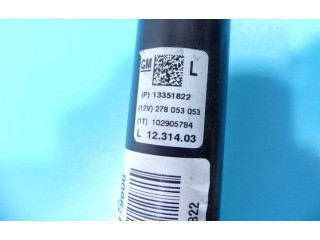 GM
L
(P) 13351822
(12V) 278 053 053
(1T) 102905784
L 12.314.03